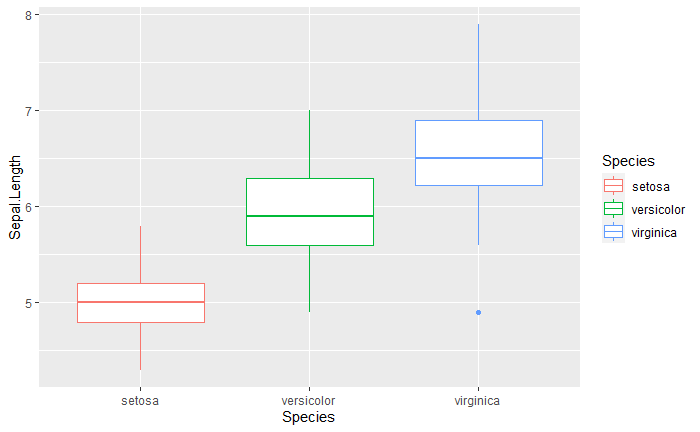 Sepal.Length
8
7
6
5
setosa
versicolor
virginica
Species
Species
setosa
versicolor
virginica